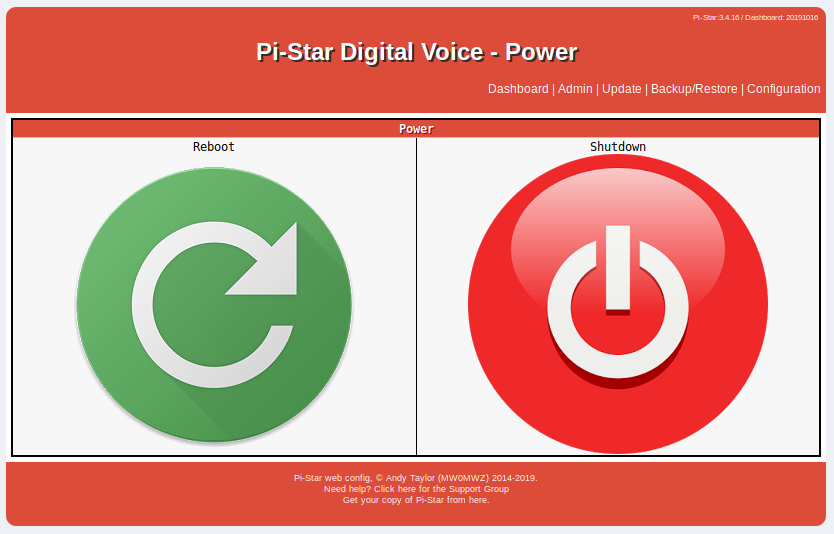 Pi-Star:3.4.16 / Dashboard: 20191016
Pi-Star Digital Voice - Power
Dashboard | Admin | Update | Backup/Restore | Configuration
Power
Reboot
Shutdown
Pi-Star web config, © Andy Taylor (MW0MWZ) 2014-2019.
Need help? Click here for the Support Group
Get your copy of Pi-Star from here.